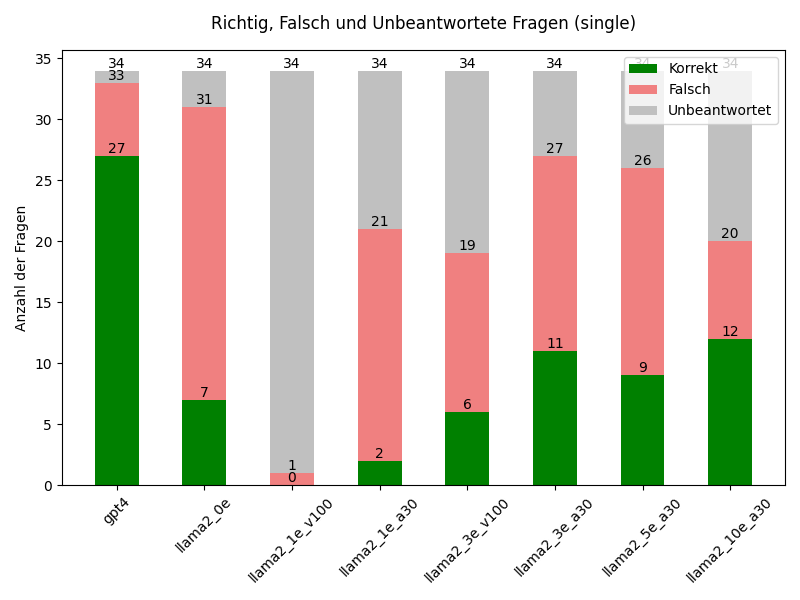 Richtig, Falsch und Unbeantwortete Fragen (single)
Anzahl der Fragen
35
30
25
20
15
10
5
0
34 34 34 34 34 34 34 34
33 31 1 21 19 27 26 20
27 7 0 2 6 11 9 12
Korrekt
Falsch
Unbeantwortet
gpt4
llama2_0e
llama2_1e_v100
llama2_1e_a30
llama2_3e_v100
llama2_3e_a30
llama2_5e_a30
llama2_10e_a30